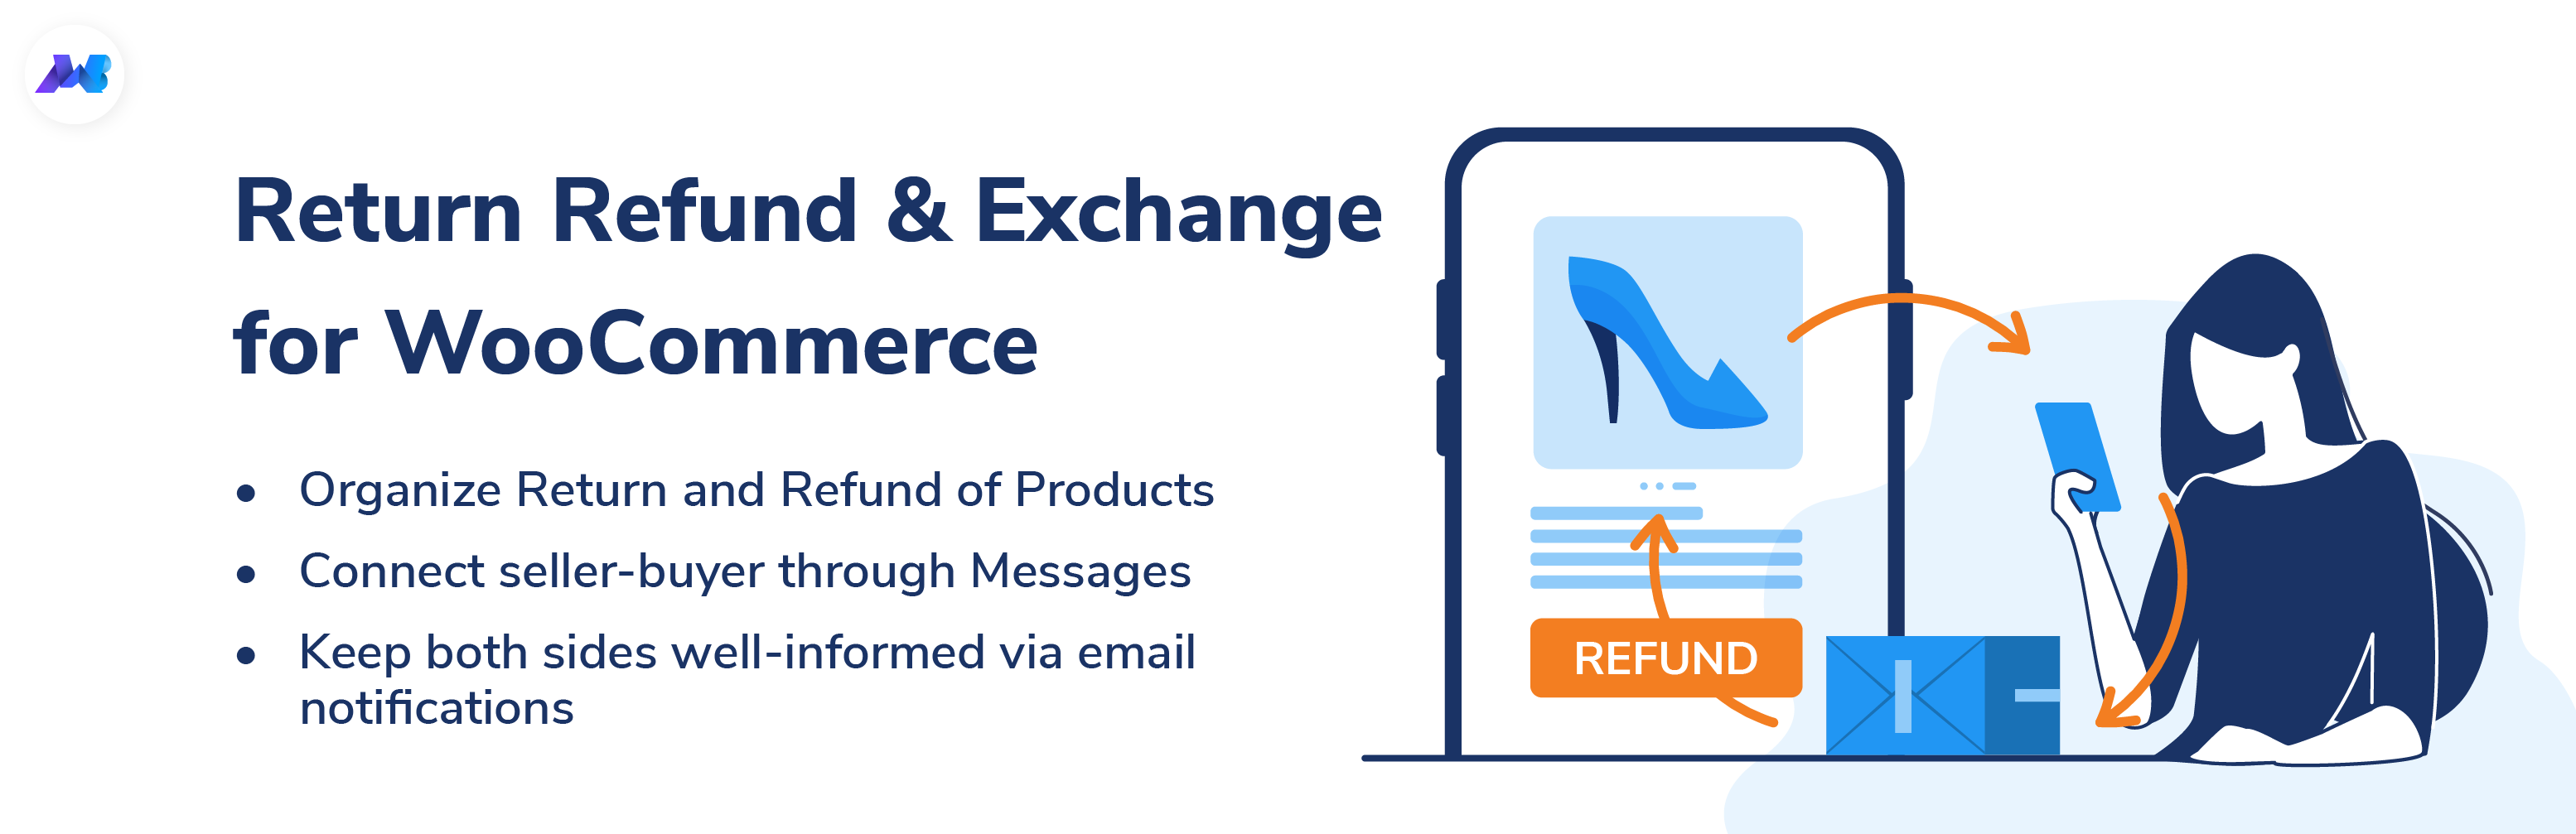 Return Refund & Exchange
for WooCommerce
• Organize Return and Refund of Products
• Connect seller-buyer through Messages
• Keep both sides well-informed via email
notifications
REFUND